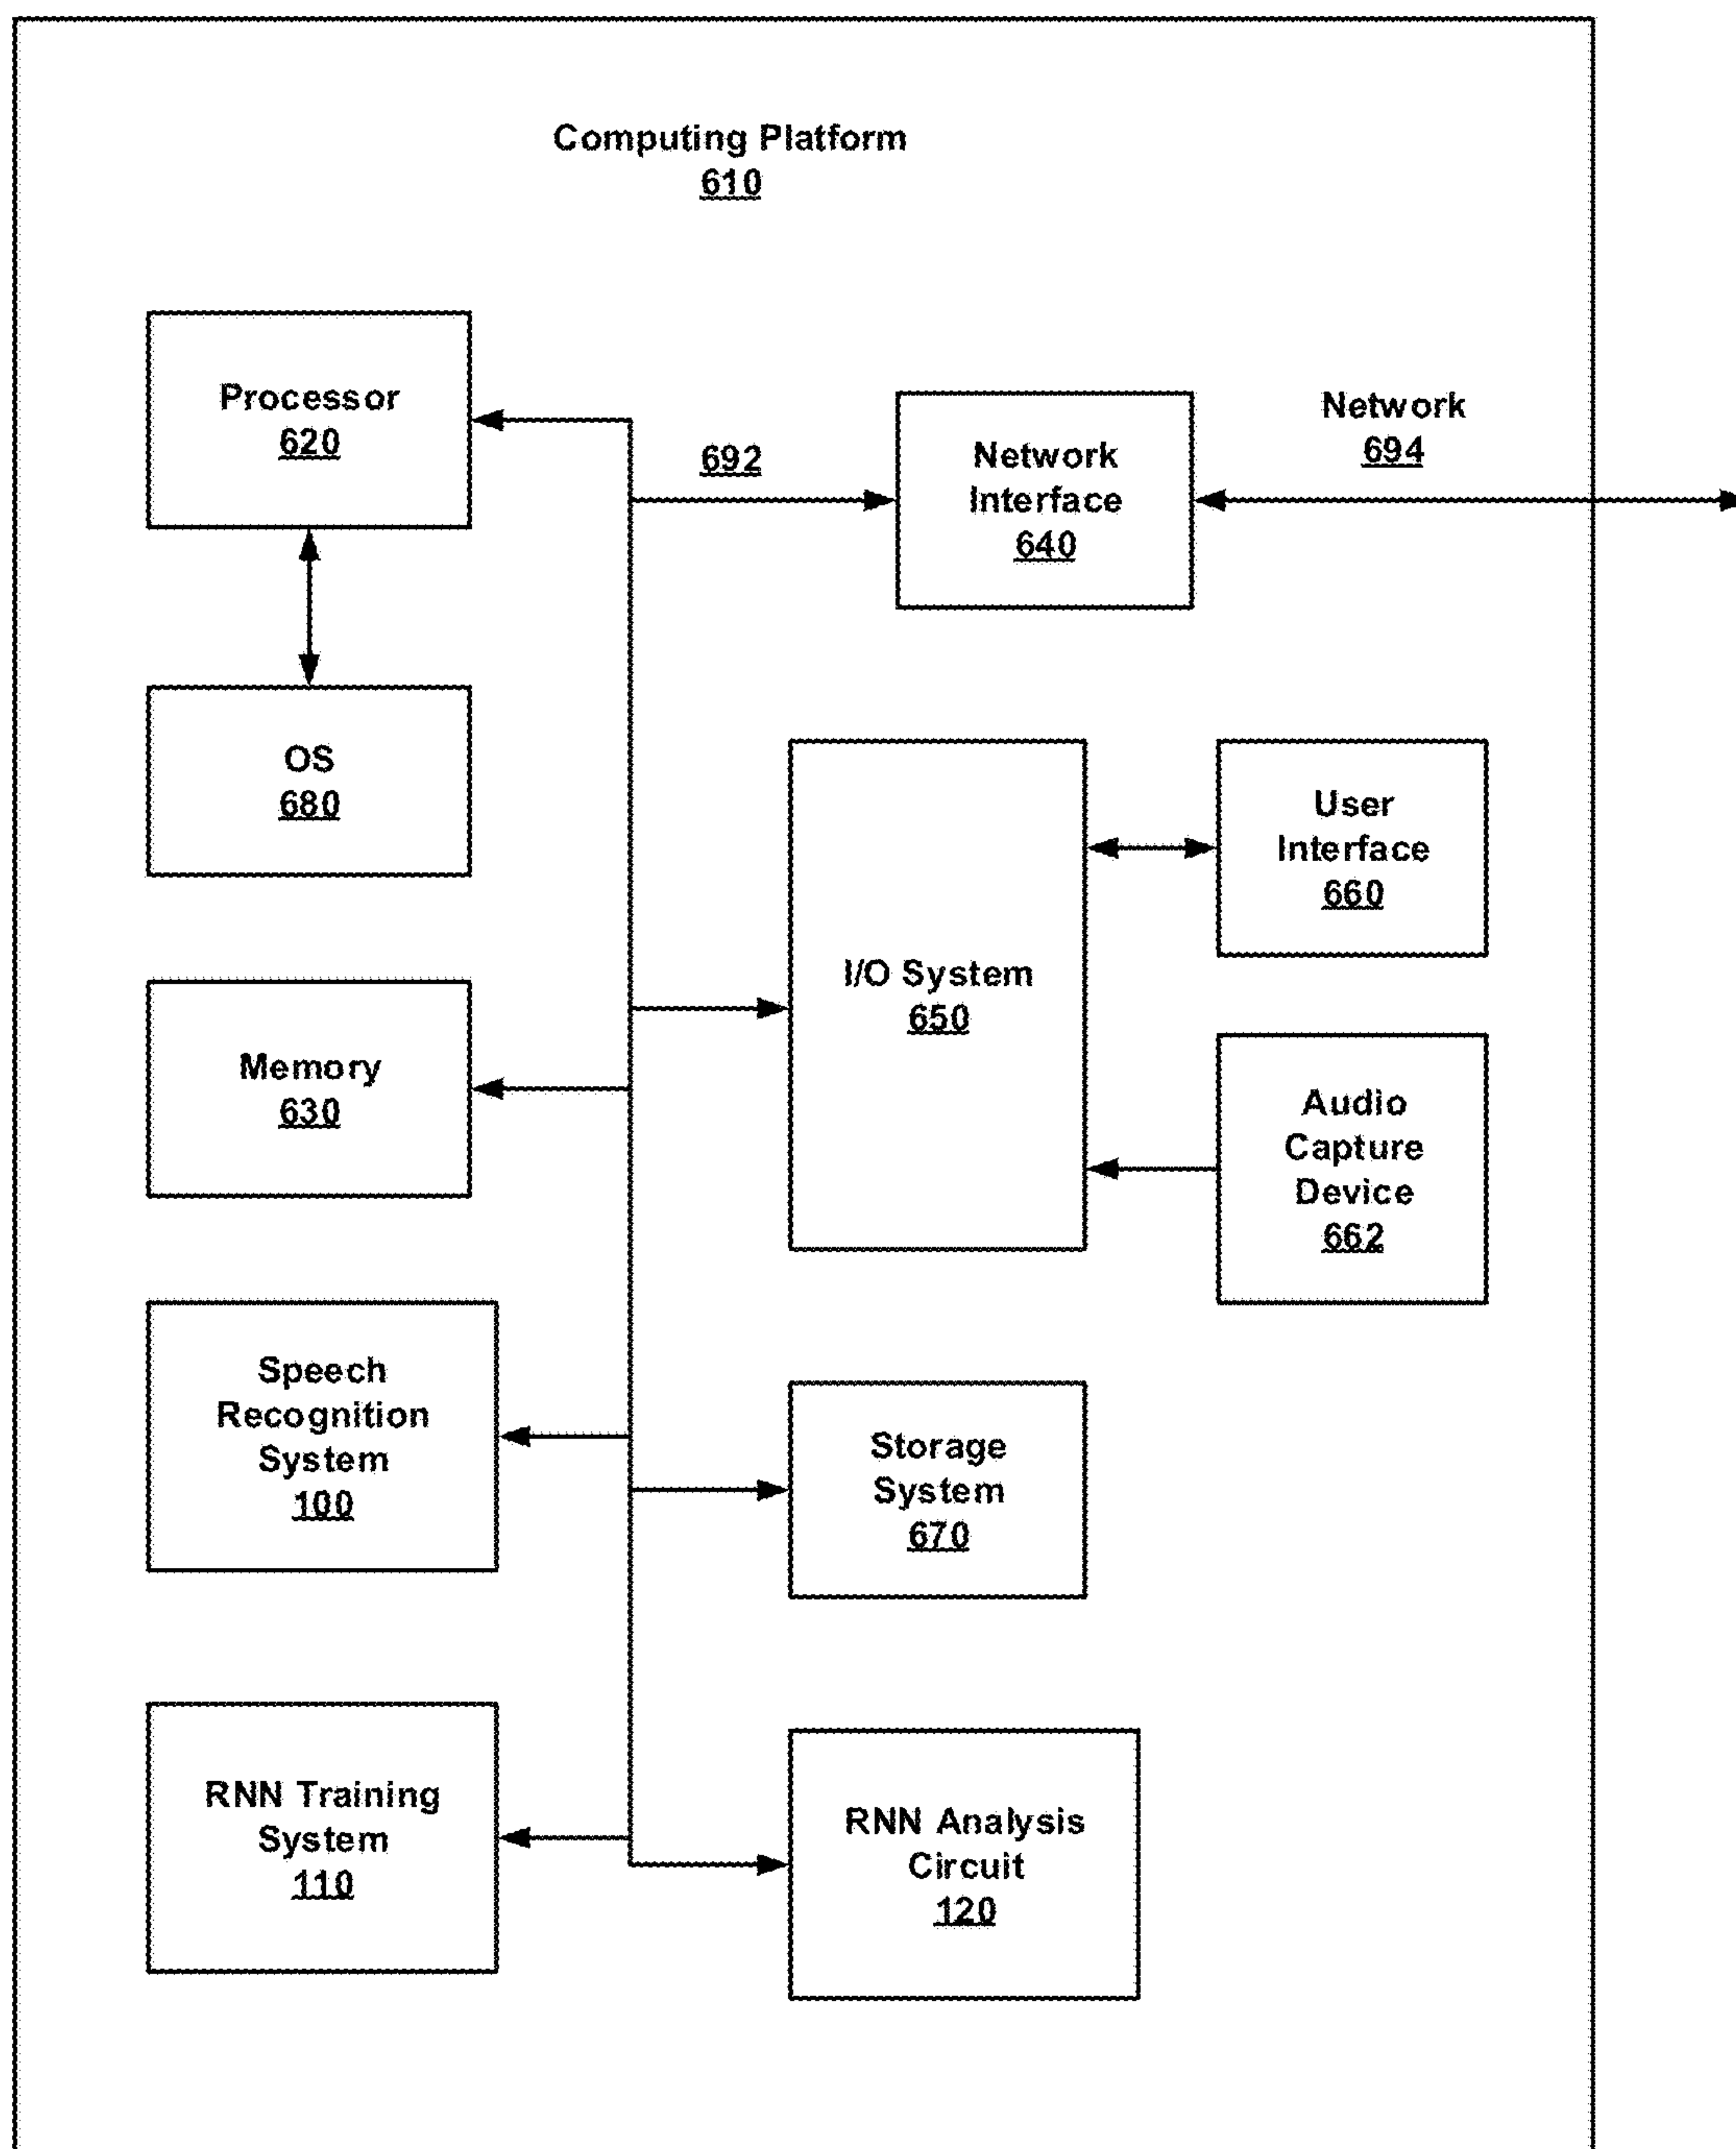 Computing Platform
610
Processor
620
692
Network
Interface
640
Network
694
OS
680
I/O System
650
User
Interface
660
Memory
630
Audio
Capture
Device
662
Speech
Recognition
System
100
Storage
System
670
RNN Training
System
110
RNN Analysis
Circuit
120